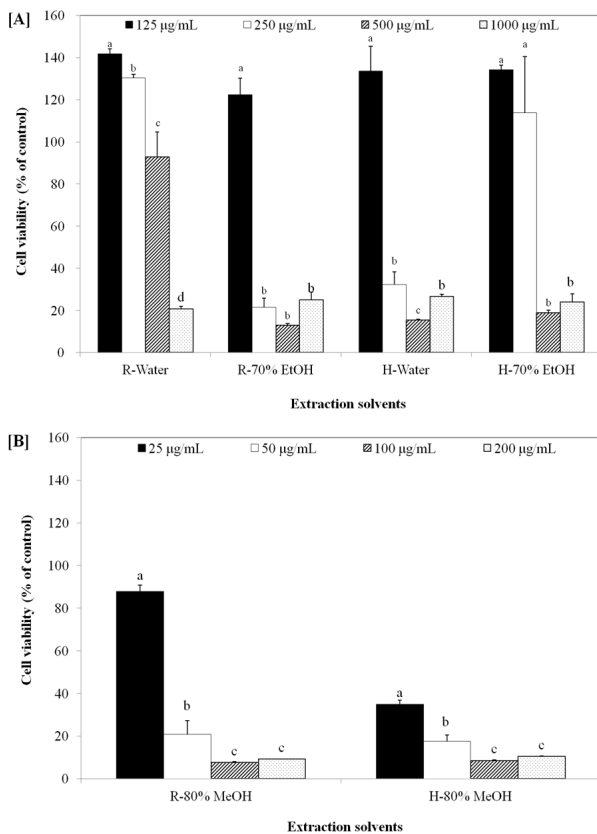 [A]
125 μg/mL 250 μg/mL 500 μg/mL 1000 μg/mL
160
140
120
100
80
60
40
20
0
Cell viability (% of control)
a b c d
a b b b
a b c b
a a b b
R-Water R-70% EtOH H-Water H-70% EtOH
Extraction solvents
[B]
25 μg/mL 50 μg/mL 100 μg/mL 200 μg/mL
160
140
120
100
80
60
40
20
0
Cell viability (% of control)
a b c c
a b c c
R-80% MeOH H-80% MeOH
Extraction solvents